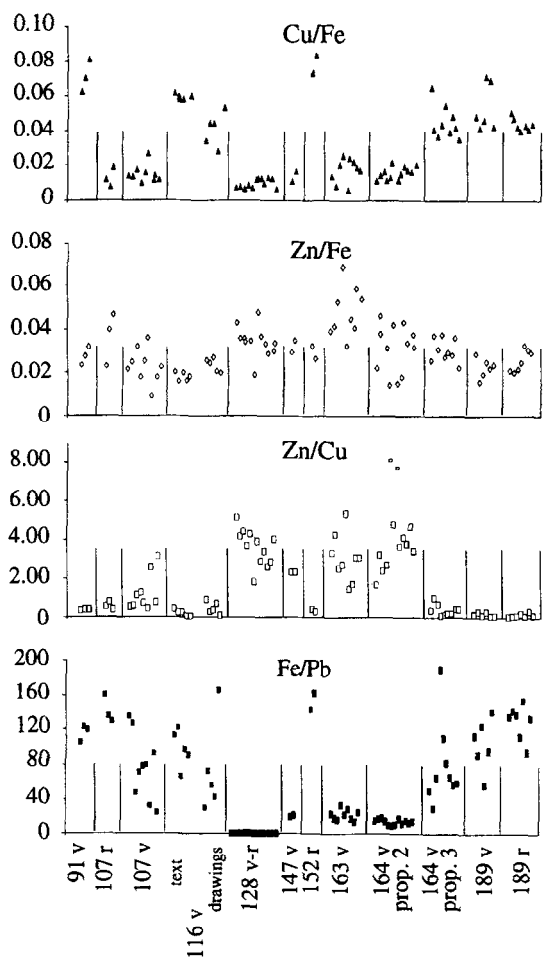 Cu/Fe
0.10
0.08
0.06
0.04
0.02
0
Zn/Fe
0.08
0.06
0.04
0.02
0
Zn/Cu
8.00
6.00
4.00
2.00
0
Fe/Pb
200
160
120
80
40
0
91 v
107 r
107 v
text
116 v
drawings
128 v-r
147 v
152 r
163 v
164 v
prop. 2
164 v
prop. 3
189 v
189 r